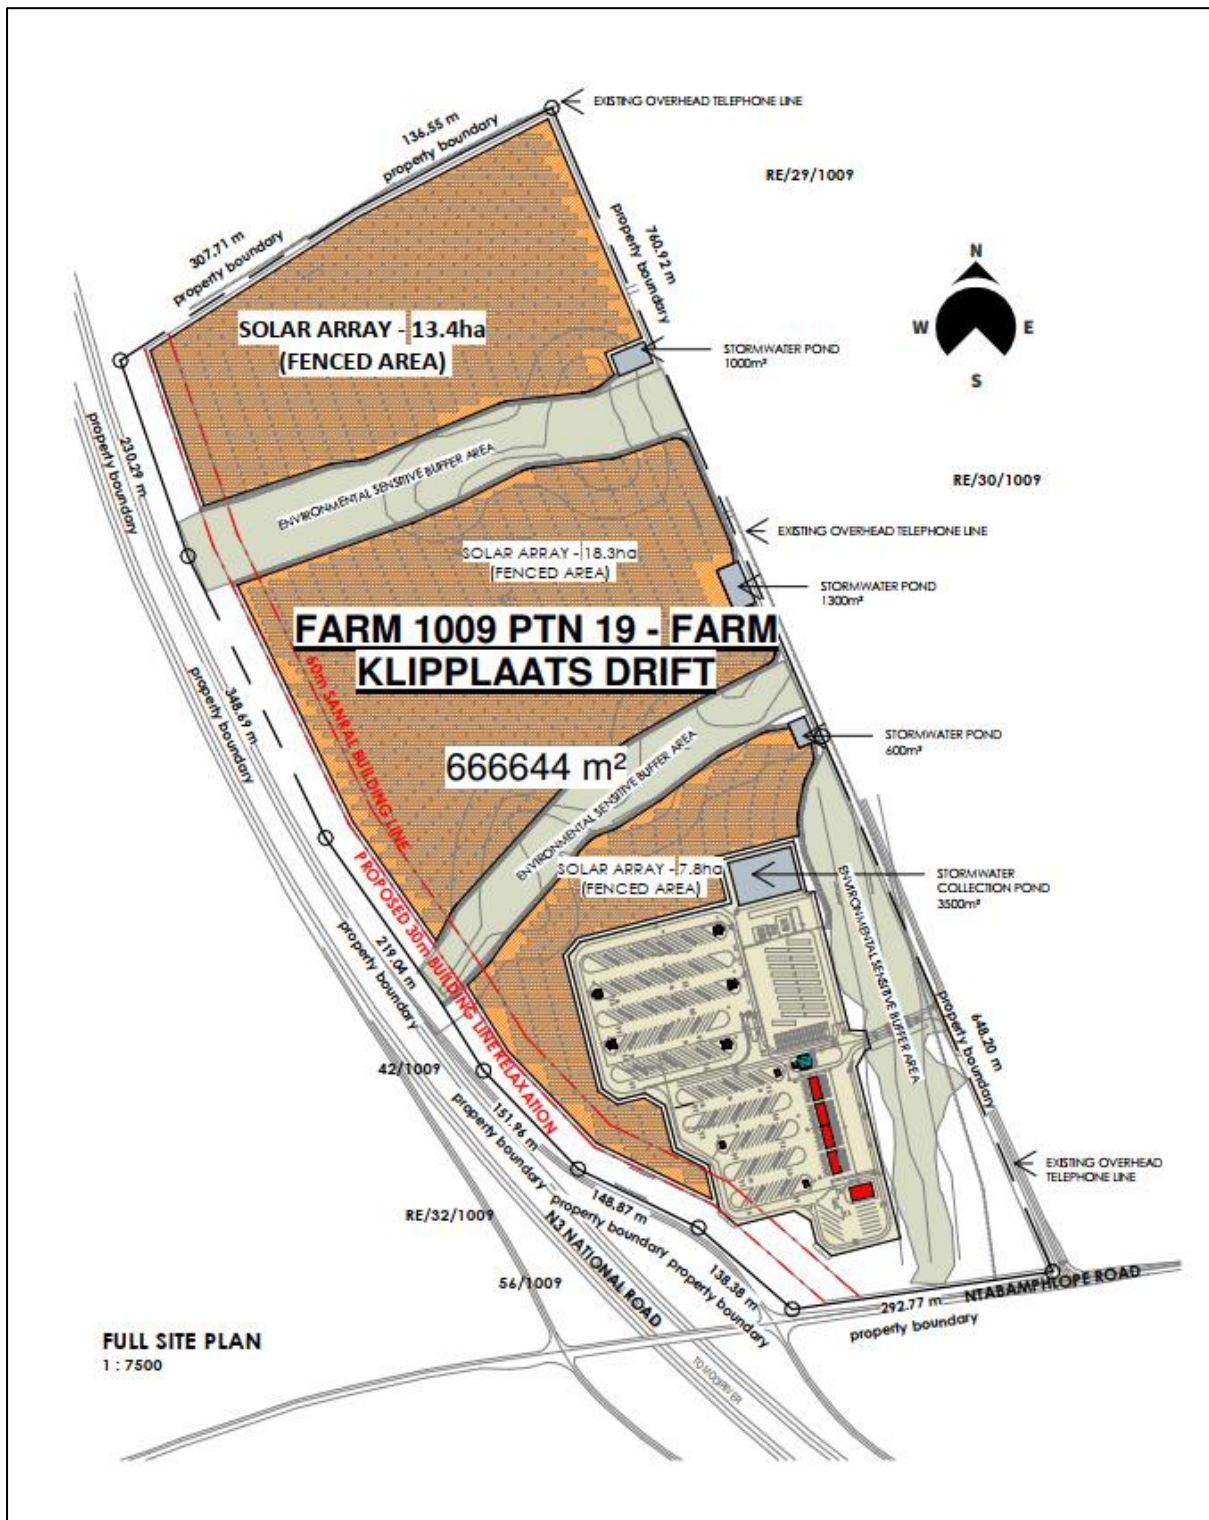 EXISTING OVERHEAD TELEPHONE LINE
136.55 m
property boundary
RE/29/1009
307.71 m
property boundary
760.92 m
property boundary
N
W
E
S
SOLAR ARRAY - 13.4ha
(FENCED AREA)
STORMWATER POND
1000m²
230.29 m
property boundary
ENVIRONMENTAL SENSITIVE BUFFER AREA
RE/30/1009
EXISTING OVERHEAD TELEPHONE LINE
SOLAR ARRAY - 18.3ha
(FENCED AREA)
STORMWATER POND
1300m²
FARM 1009 PTN 19 - FARM
KLIPPLAATS DRIFT
60m SANRAL BUILDING LINE
348.69 m
property boundary
STORMWATER POND
600m²
666644 m²
ENVIRONMENTAL SENSITIVE BUFFER AREA
SOLAR ARRAY - 7.8ha
(FENCED AREA)
STORMWATER
COLLECTION POND
3500m²
PROPOSED 30m BUILDING LINE RELAXATION
ENVIRONMENTAL SENSITIVE BUFFER AREA
219.04 m
property boundary
648.20 m
property boundary
42/1009
151.96 m
property boundary
EXISTING OVERHEAD
TELEPHONE LINE
148.87 m
property boundary
RE/32/1009
N3 NATIONAL ROAD
138.38 m
property boundary
56/1009
NTABAMPHLOPE ROAD
292.77 m
property boundary
FULL SITE PLAN
1 : 7500
TO MOOI RIVER